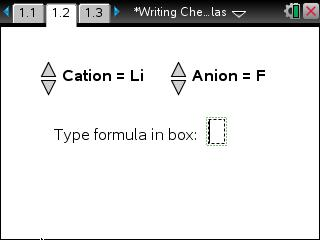 1.1 1.2 1.3 *Writing Che...las
Cation = Li Anion = F
Type formula in box: